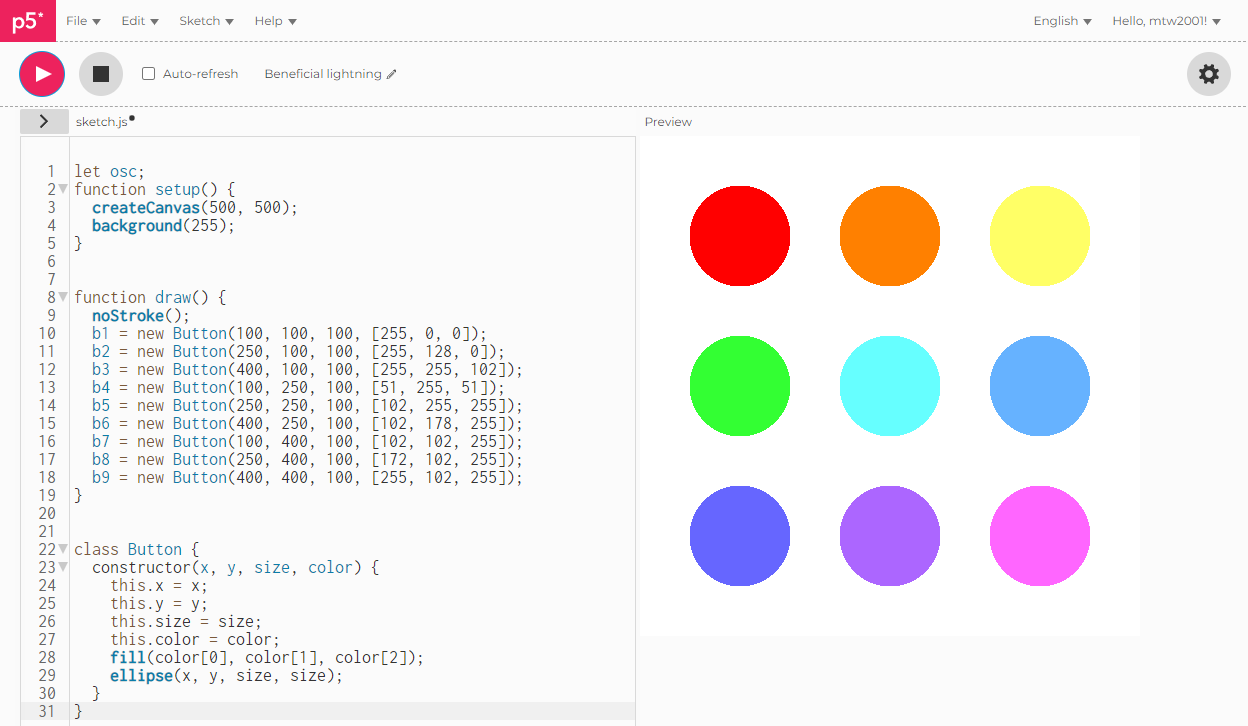 p5* File Edit Sketch Help English Hello, mtw2001!
Auto-refresh Beneficial lightning
sketch.js Preview
1 let osc;
2 function setup() {
3 createCanvas(500, 500);
4 background(255);
5 }
6
7
8 function draw() {
9 noStroke();
10 b1 = new Button(100, 100, 100, [255, 0, 0]);
11 b2 = new Button(250, 100, 100, [255, 128, 0]);
12 b3 = new Button(400, 100, 100, [255, 255, 102]);
13 b4 = new Button(100, 250, 100, [51, 255, 51]);
14 b5 = new Button(250, 250, 100, [102, 255, 255]);
15 b6 = new Button(400, 250, 100, [102, 178, 255]);
16 b7 = new Button(100, 400, 100, [102, 102, 255]);
17 b8 = new Button(250, 400, 100, [172, 102, 255]);
18 b9 = new Button(400, 400, 100, [255, 102, 255]);
19 }
20
21
22 class Button {
23 constructor(x, y, size, color) {
24 this.x = x;
25 this.y = y;
26 this.size = size;
27 this.color = color;
28 fill(color[0], color[1], color[2]);
29 ellipse(x, y, size, size);
30 }
31 }